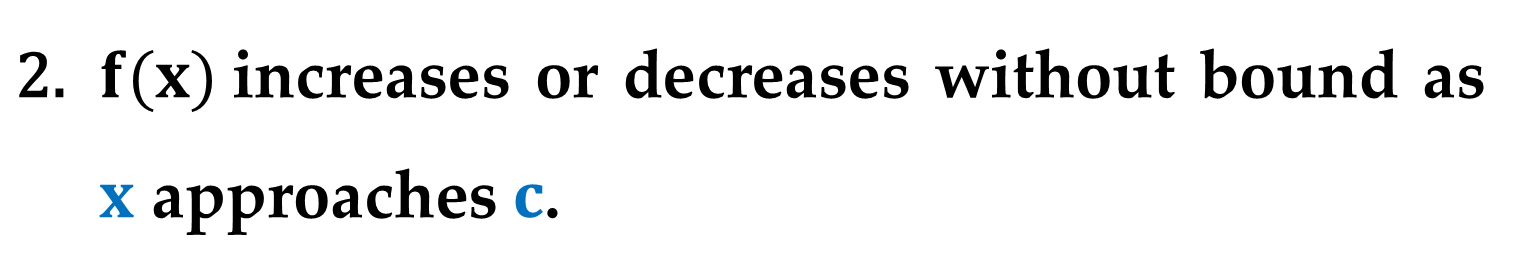 2. f(x) increases or decreases without bound as
x approaches c.